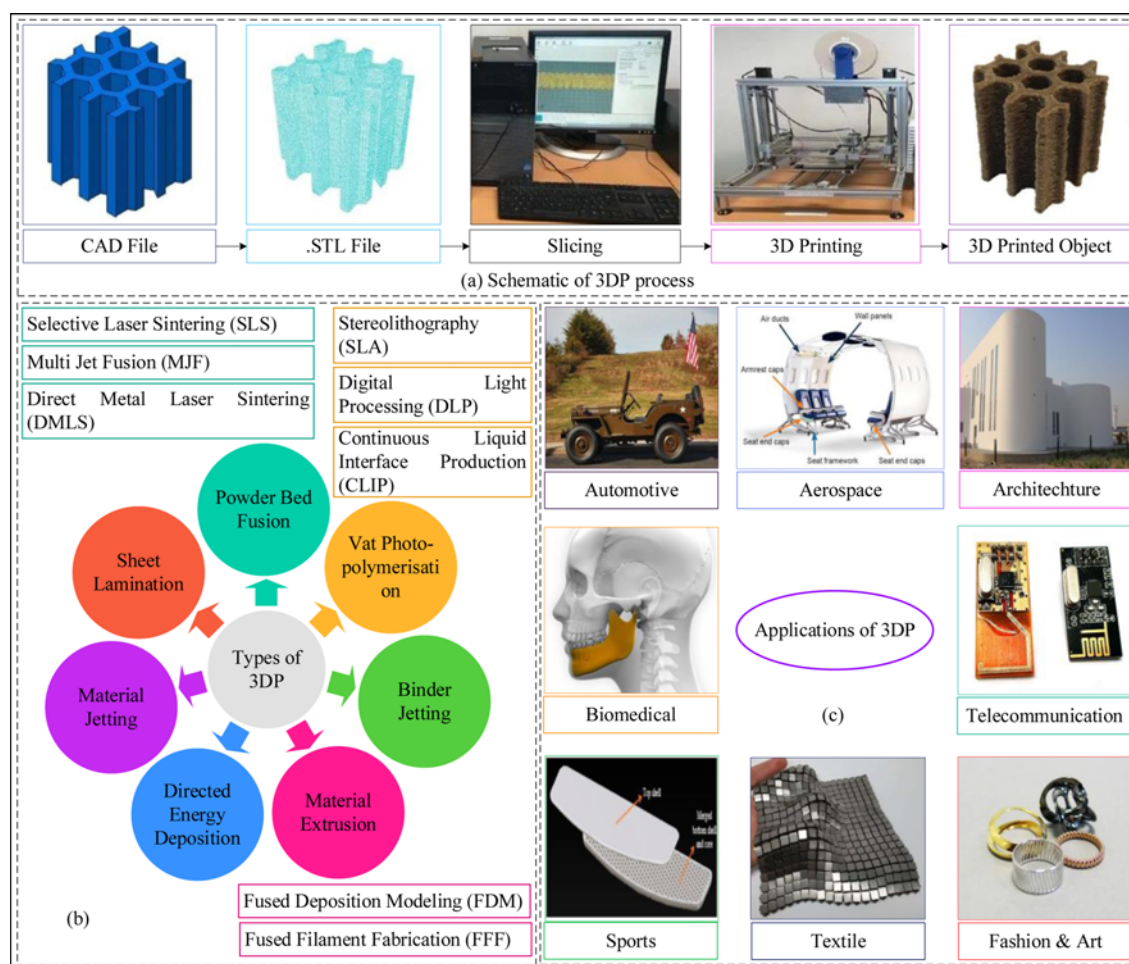 CAD File
.STL File
Slicing
3D Printing
3D Printed Object
(a) Schematic of 3DP process
Selective Laser Sintering (SLS)
Multi Jet Fusion (MJF)
Direct Metal Laser Sintering
(DMLS)
Stereolithography
(SLA)
Digital Light
Processing (DLP)
Continuous Liquid
Interface Production
(CLIP)
Powder Bed
Fusion
Sheet
Lamination
Vat Photo-
polymerisati
on
Types of
3DP
Material
Jetting
Binder
Jetting
Directed
Energy
Deposition
Material
Extrusion
(b)
Fused Deposition Modeling (FDM)
Fused Filament Fabrication (FFF)
Air ducts
Wall panels
Armrest caps
Seat end caps
Seat framework
Seat end caps
Automotive
Aerospace
Architechture
Applications of 3DP
Biomedical
(c)
Telecommunication
Top shell
Merged
bottom shell
and core
Sports
Textile
Fashion & Art